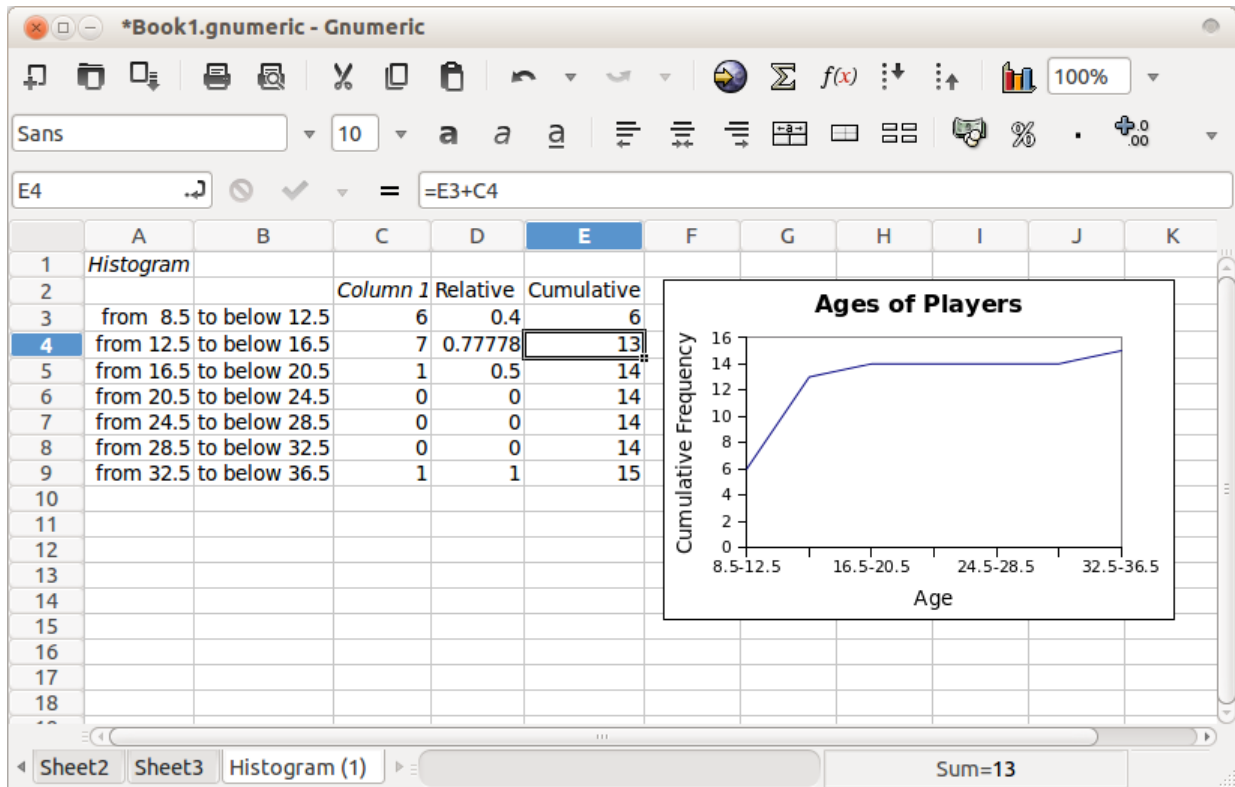 *Book1.gnumeric - Gnumeric
f(x) 100%
Sans 10 a a a % .0 .00
E4 = =E3+C4
A B C D E F G H I J K
1 Histogram
2 Column 1 Relative Cumulative
3 from 8.5 to below 12.5 6 0.4 6
4 from 12.5 to below 16.5 7 0.77778 13
5 from 16.5 to below 20.5 1 0.5 14
6 from 20.5 to below 24.5 0 0 14
7 from 24.5 to below 28.5 0 0 14
8 from 28.5 to below 32.5 0 0 14
9 from 32.5 to below 36.5 1 1 15
10
11
12
13
14
15
16
17
18
Ages of Players
Cumulative Frequency
16
14
12
10
8
6
4
2
0
8.5-12.5 16.5-20.5 24.5-28.5 32.5-36.5
Age
Sheet2 Sheet3 Histogram (1) Sum=13